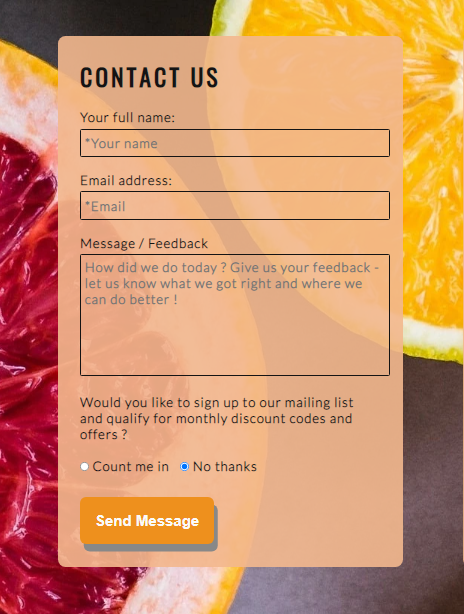 CONTACT US
Your full name:
*Your name
Email address:
*Email
Message / Feedback
How did we do today ? Give us your feedback -
let us know what we got right and where we
can do better !
Would you like to sign up to our mailing list
and qualify for monthly discount codes and
offers ?
Count me in No thanks
Send Message